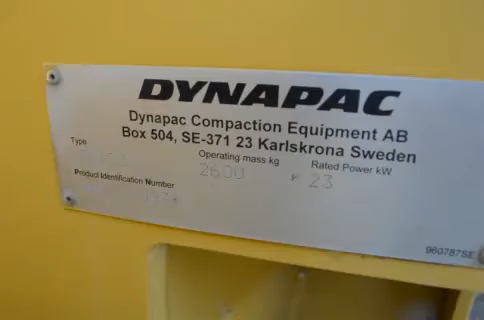 DYNAPAC
Dynapac Compaction Equipment AB
Box 504, SE-371 23 Karlskrona Sweden
Type Operating mass kg Rated Power kW
2600 23
Product Identification Number
960787SE